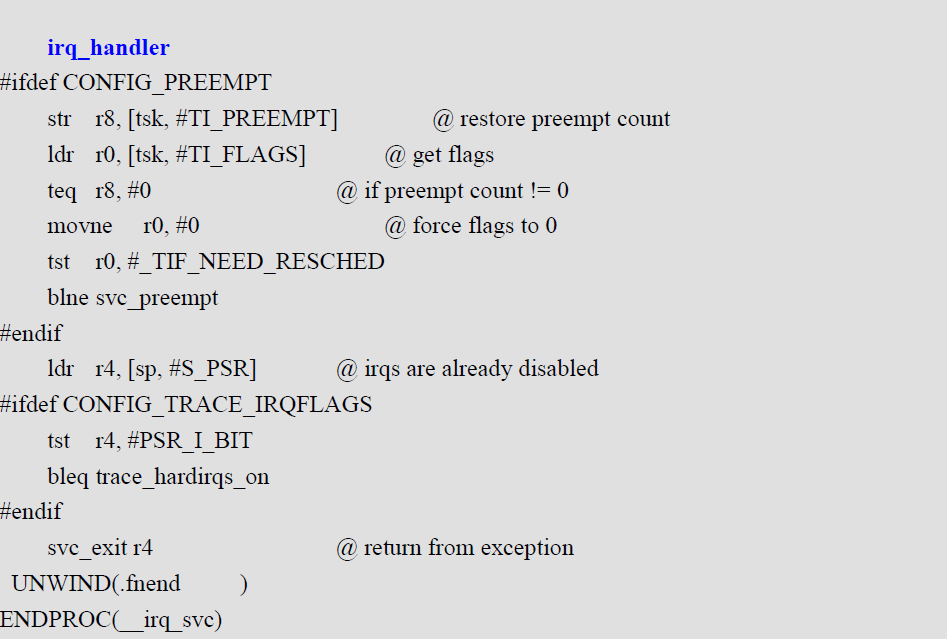 irq_handler
#ifdef CONFIG_PREEMPT
str r8, [tsk, #TI_PREEMPT] @ restore preempt count
ldr r0, [tsk, #TI_FLAGS] @ get flags
teq r8, #0 @ if preempt count != 0
movne r0, #0 @ force flags to 0
tst r0, #_TIF_NEED_RESCHED
blne svc_preempt
#endif
ldr r4, [sp, #S_PSR] @ irqs are already disabled
#ifdef CONFIG_TRACE_IRQFLAGS
tst r4, #PSR_I_BIT
bleq trace_hardirqs_on
#endif
svc_exit r4 @ return from exception
UNWIND(.fnend )
ENDPROC(__irq_svc)